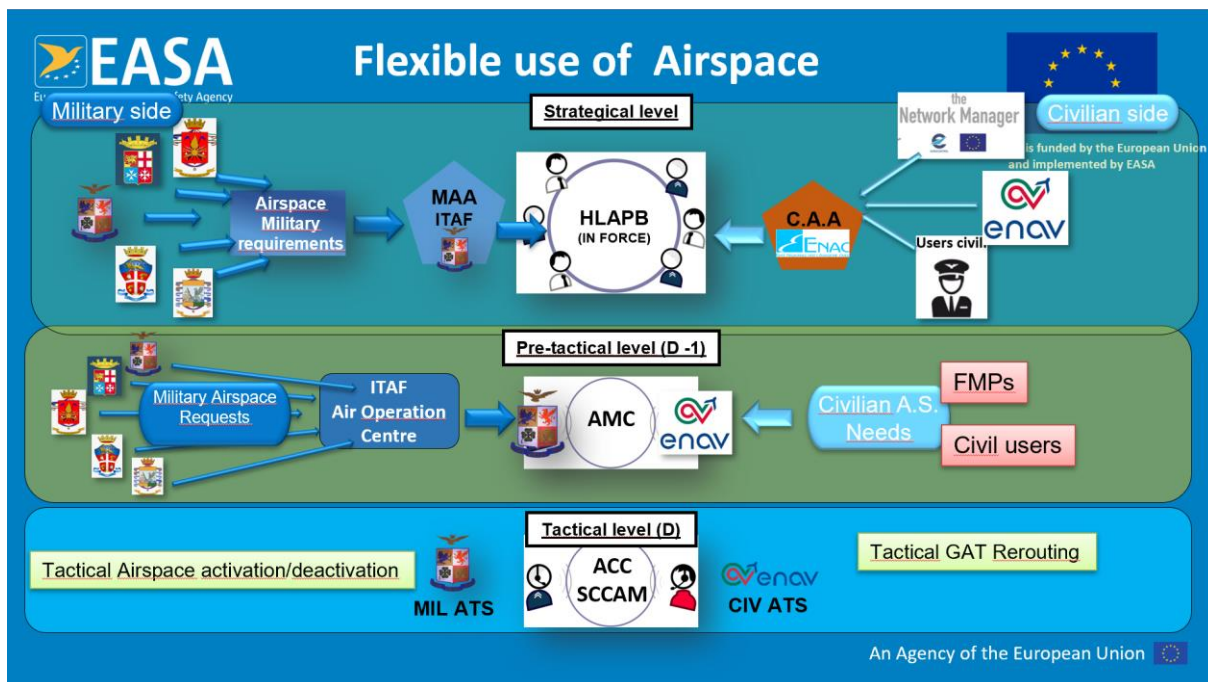 EASA
Flexible use of Airspace
Eu fety Agency
Military side
Strategical level
the
Network Manager
Civilian side
is funded by the European Union
and implemented by EASA
Airspace
Military
requirements
MAA
ITAF
HLAPB
(IN FORCE)
C.A.A
ENAC
enav
Users civil.
Pre-tactical level (D -1)
Military Airspace
Requests
ITAF
Air Operation
Centre
AMC
enav
Civilian A.S.
Needs
FMPs
Civil users
Tactical level (D)
Tactical Airspace activation/deactivation
MIL ATS
ACC
SCCAM
enav
CIV ATS
Tactical GAT Rerouting
An Agency of the European Union